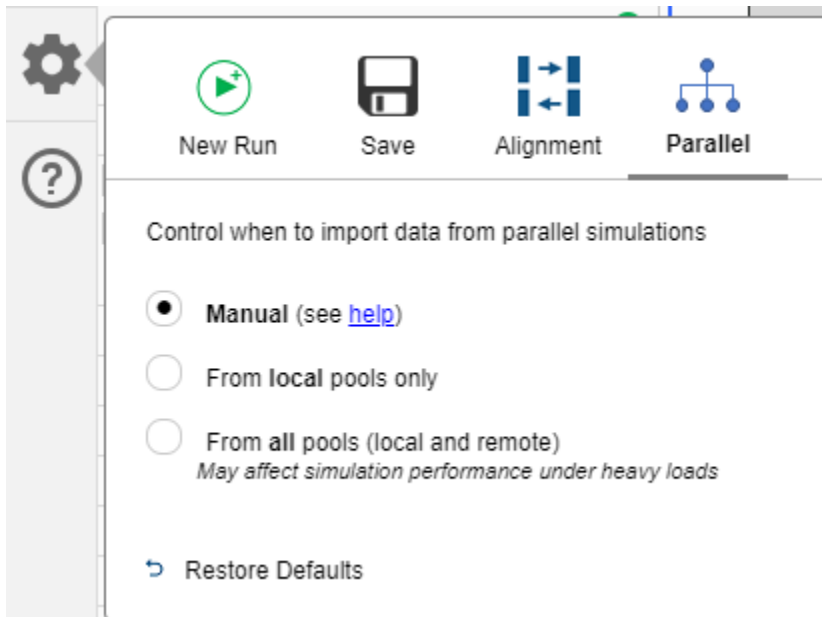 New Run
Save
Alignment
Parallel
?
Control when to import data from parallel simulations
Manual (see help)
From local pools only
From all pools (local and remote)
May affect simulation performance under heavy loads
Restore Defaults